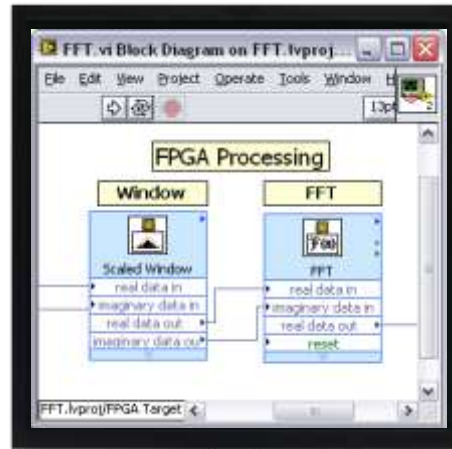 FFT.vi Block Diagram on FFT.lvproj...
File Edit View Project Operate Tools Window H
13pt
2
FPGA Processing
Window
FFT
Scaled Window
real data in
imaginary data in
real data out
imaginary data out
F(ω)
FFT
real data in
imaginary data in
real data out
reset
FFT.lvproj/FPGA Target